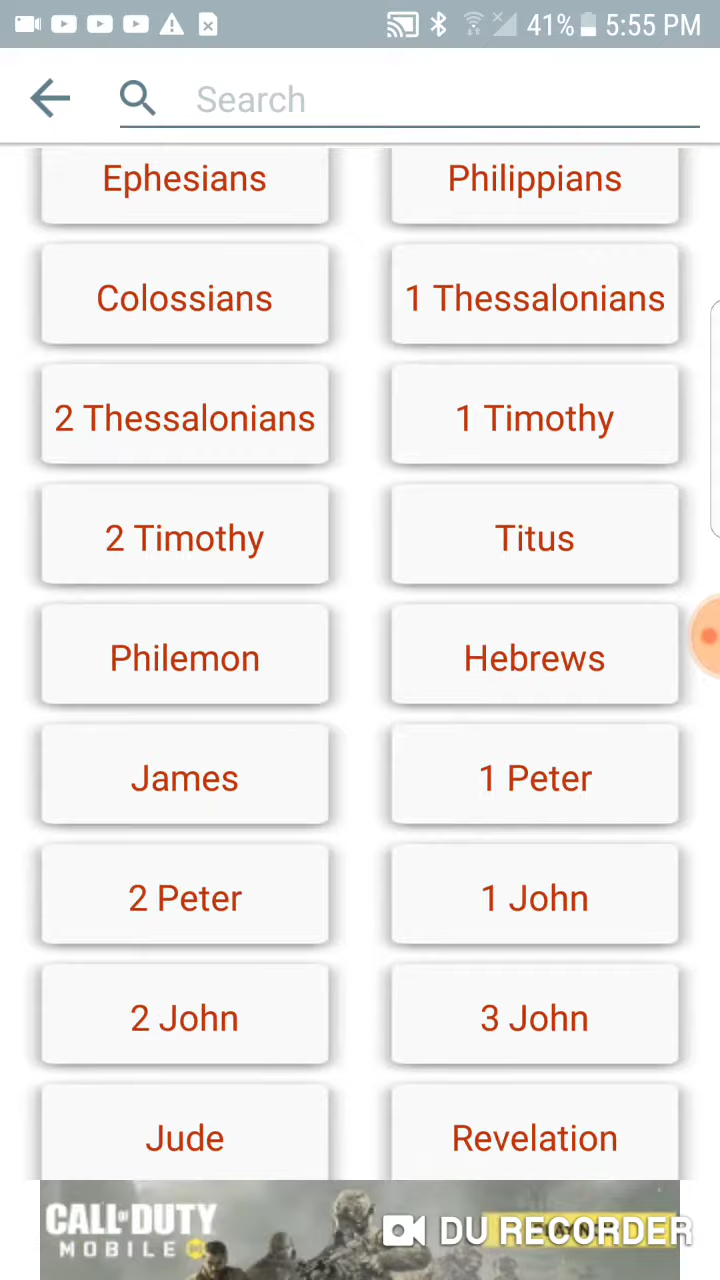 41% 5:55 PM
Search
Ephesians Philippians
Colossians 1 Thessalonians
2 Thessalonians 1 Timothy
2 Timothy Titus
Philemon Hebrews
James 1 Peter
2 Peter 1 John
2 John 3 John
Jude Revelation
CALL OF DUTY
MOBILE
DU RECORDER